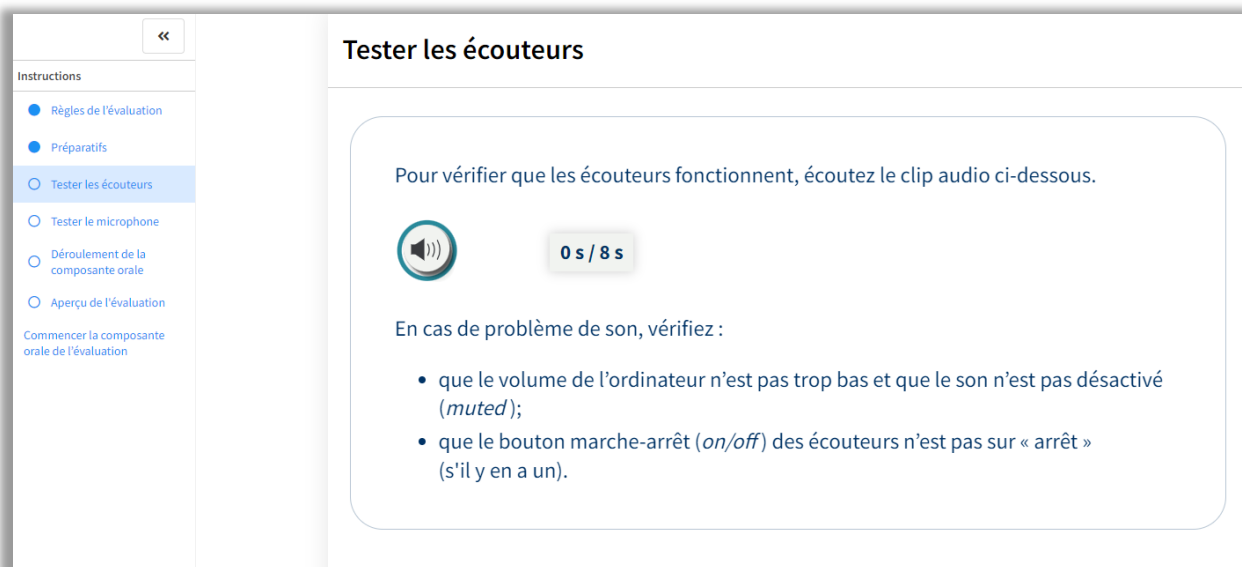 «
Instructions
Règles de l'évaluation
Préparatifs
Tester les écouteurs
Tester le microphone
Déroulement de la
composante orale
Aperçu de l'évaluation
Commencer la composante
orale de l'évaluation
Tester les écouteurs
Pour vérifier que les écouteurs fonctionnent, écoutez le clip audio ci-dessous.
0 s / 8 s
En cas de problème de son, vérifiez :
• que le volume de l’ordinateur n’est pas trop bas et que le son n’est pas désactivé
(muted);
• que le bouton marche-arrêt (on/off) des écouteurs n’est pas sur « arrêt »
(s'il y en a un).